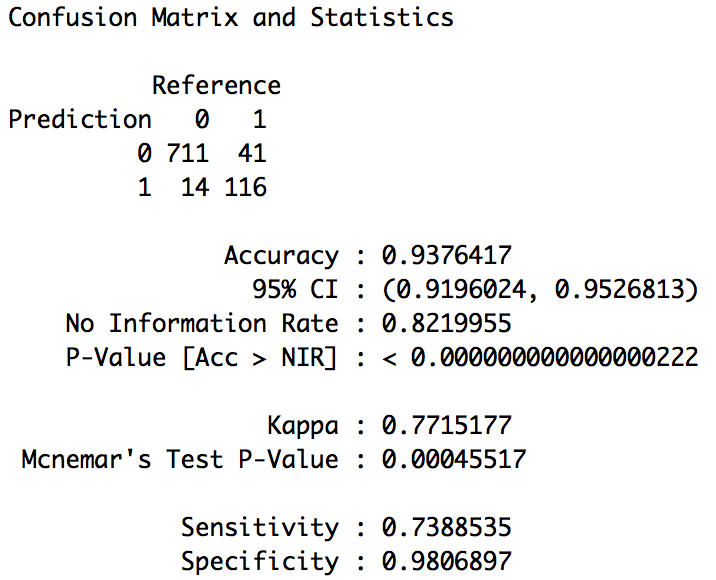 Confusion Matrix and Statistics
Reference
Prediction 0 1
0 711 41
1 14 116
Accuracy : 0.9376417
95% CI : (0.9196024, 0.9526813)
No Information Rate : 0.8219955
P-Value [Acc > NIR] : < 0.000000000000000222
Kappa : 0.7715177
Mcnemar's Test P-Value : 0.00045517
Sensitivity : 0.7388535
Specificity : 0.9806897